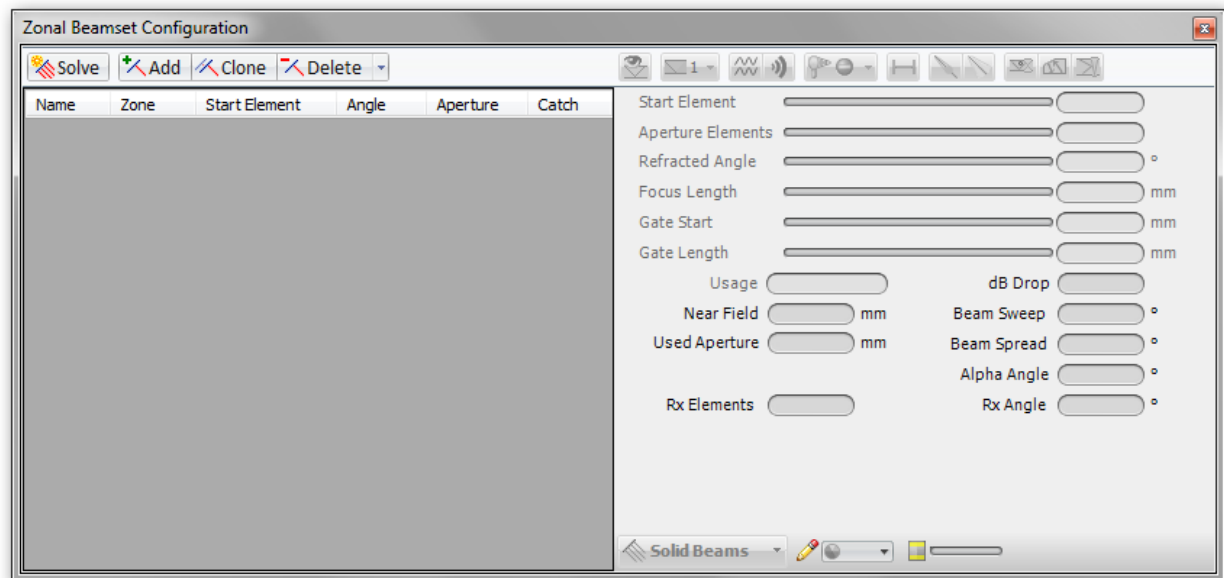 Zonal Beamset Configuration
Solve Add Clone Delete 1
Name Zone Start Element Angle Aperture Catch
Start Element
Aperture Elements
Refracted Angle °
Focus Length mm
Gate Start mm
Gate Length mm
Usage dB Drop
Near Field mm Beam Sweep °
Used Aperture mm Beam Spread °
Alpha Angle °
Rx Elements Rx Angle °
Solid Beams